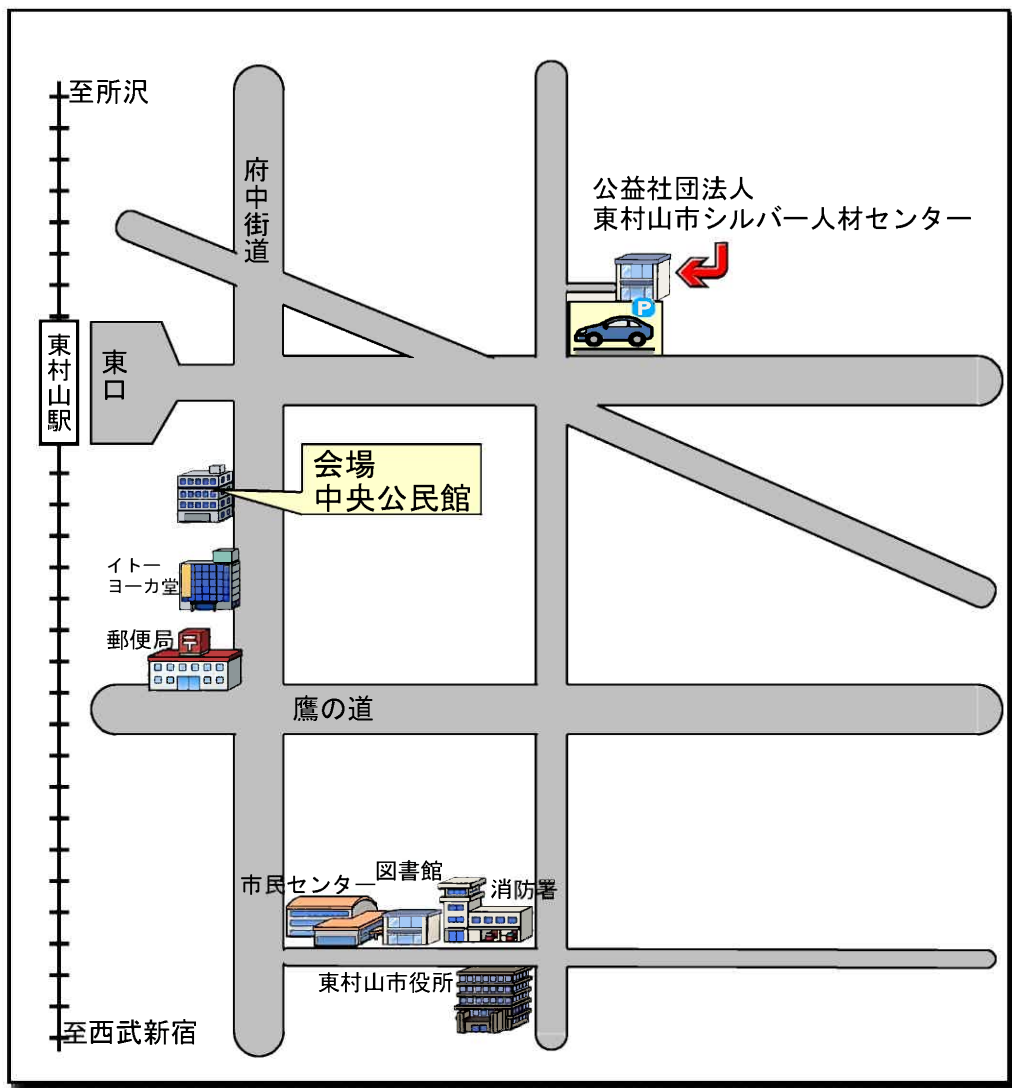 至所沢
府中街道
公益社団法人
東村山市シルバー人材センター
P
東村山駅
東口
会場
中央公民館
イトー
ヨーカ堂
郵便局
〒
鷹の道
図書館
市民センター
消防署
東村山市役所
至西武新宿